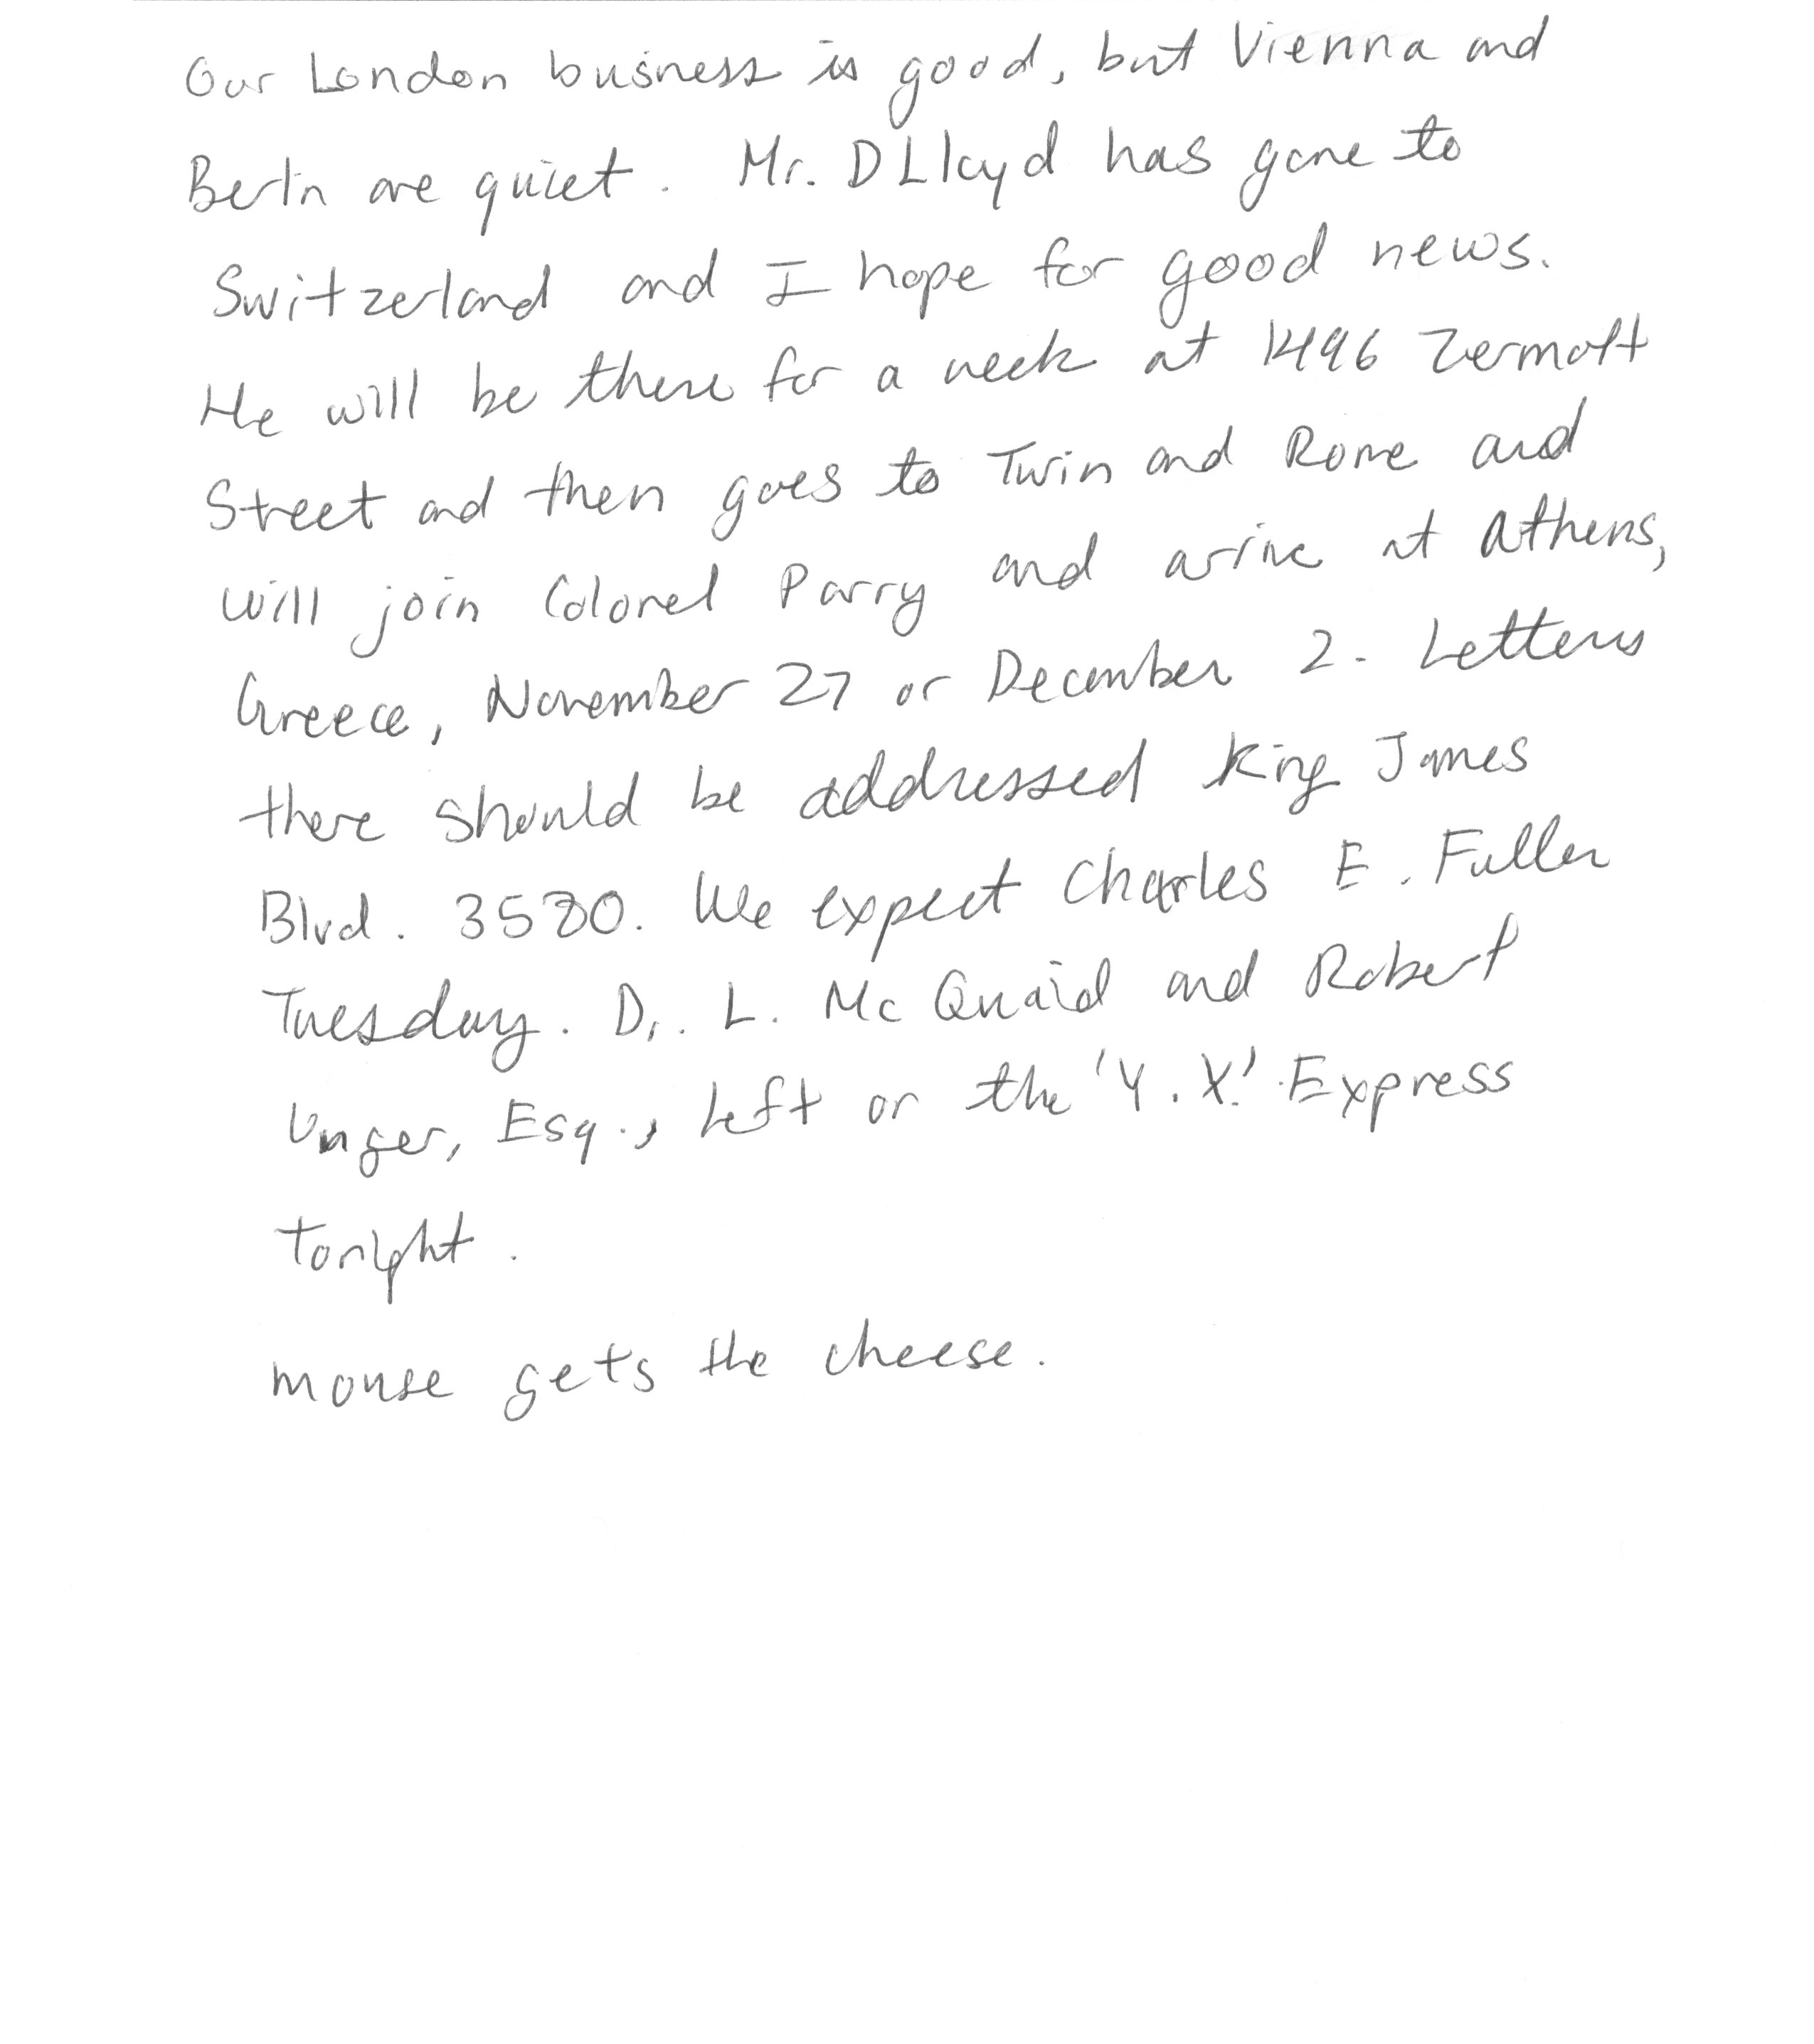 Our London business is good, but Vienna and
Berlin are quiet. Mr. D Lloyd has gone to
Switzerland and I hope for good news.
He will be there for a week at 1496 Zermott
Street and then goes to Turin and Rome and
will join Colonel Parry and arive at Athens,
Greece, November 27 or December 2. Letters
there should be addressed King James
Blvd. 3580. We expect Charles E. Fuller
Tuesday. Dr. L. Mc Quaid and Robert
Unger, Esq., left on the 'Y.X.' Express
tonight.
mouse gets the cheese.